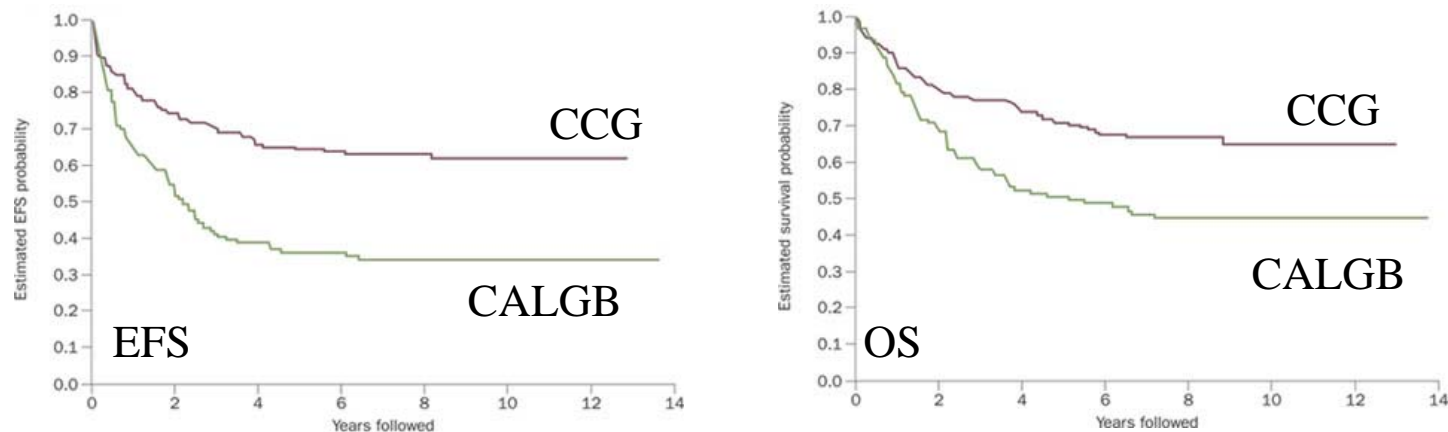 Estimated EFS probability
1.0
0.9
0.8
0.7
0.6
0.5
0.4
0.3
0.2
0.1
0.0
CCG
CALGB
EFS
0 2 4 6 8 10 12 14
Years followed
Estimated survival probability
1.0
0.9
0.8
0.7
0.6
0.5
0.4
0.3
0.2
0.1
0.0
CCG
CALGB
OS
0 2 4 6 8 10 12 14
Years followed